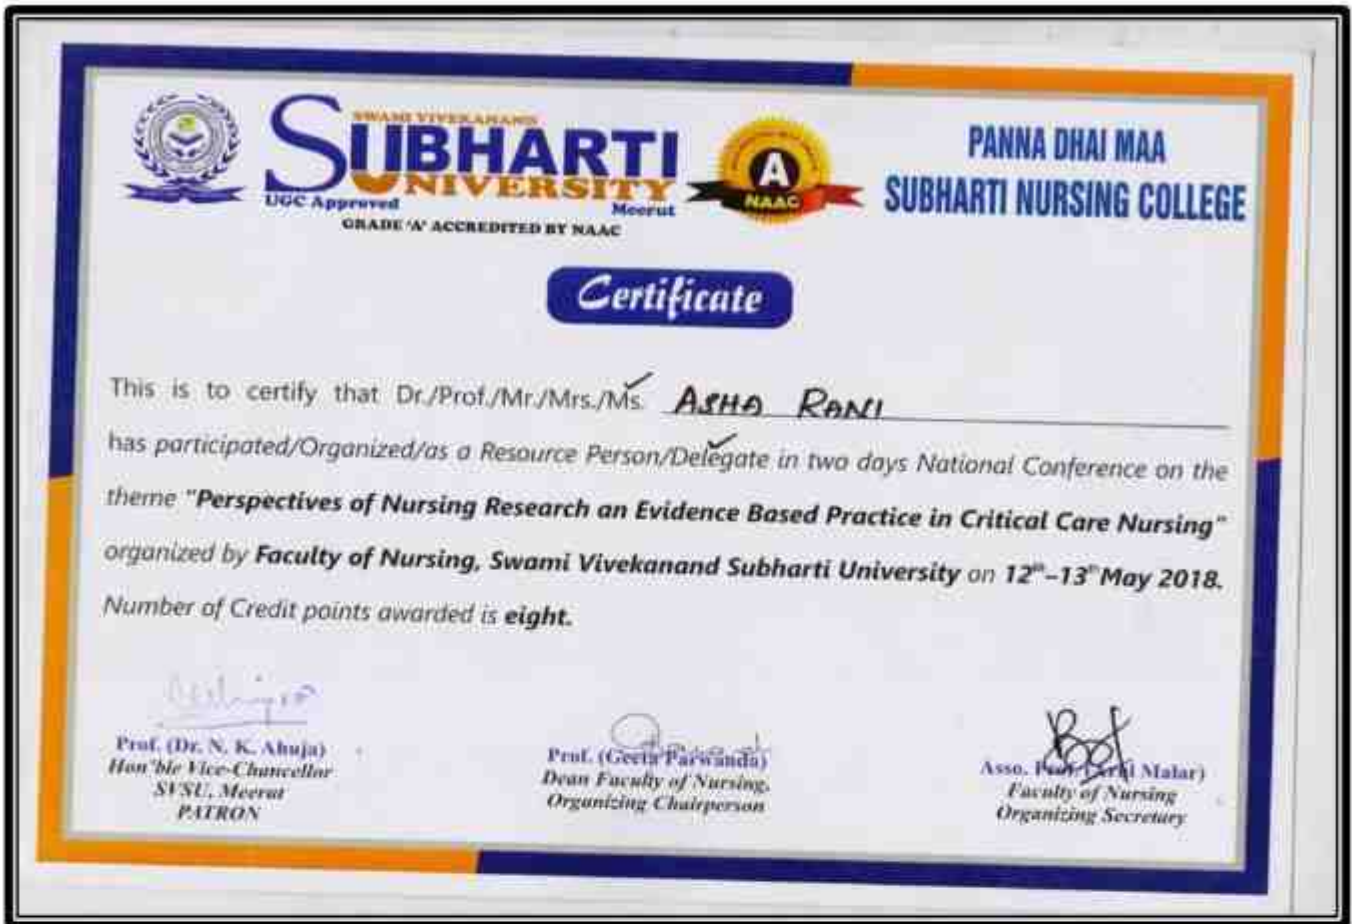 SWAMI VIVEKANAND
SUBHARTI
UNIVERSITY
UGC Approved
Meerut
GRADE 'A' ACCREDITED BY NAAC
A
NAAC
PANNA DHAI MAA
SUBHARTI NURSING COLLEGE
Certificate
This is to certify that Dr./Prof./Mr./Mrs./Ms. ASHA RANI
has participated/Organized/as a Resource Person/Delegate in two days National Conference on the
theme "Perspectives of Nursing Research an Evidence Based Practice in Critical Care Nursing"
organized by Faculty of Nursing, Swami Vivekanand Subharti University on 12th–13th May 2018.
Number of Credit points awarded is eight.
Prof. (Dr. N. K. Ahuja)
Hon'ble Vice-Chancellor
SVSU, Meerut
PATRON
Prof. (Geeta Parwanda)
Dean Faculty of Nursing,
Organizing Chairperson
Asso. Prof. Malar)
Faculty of Nursing
Organizing Secretary